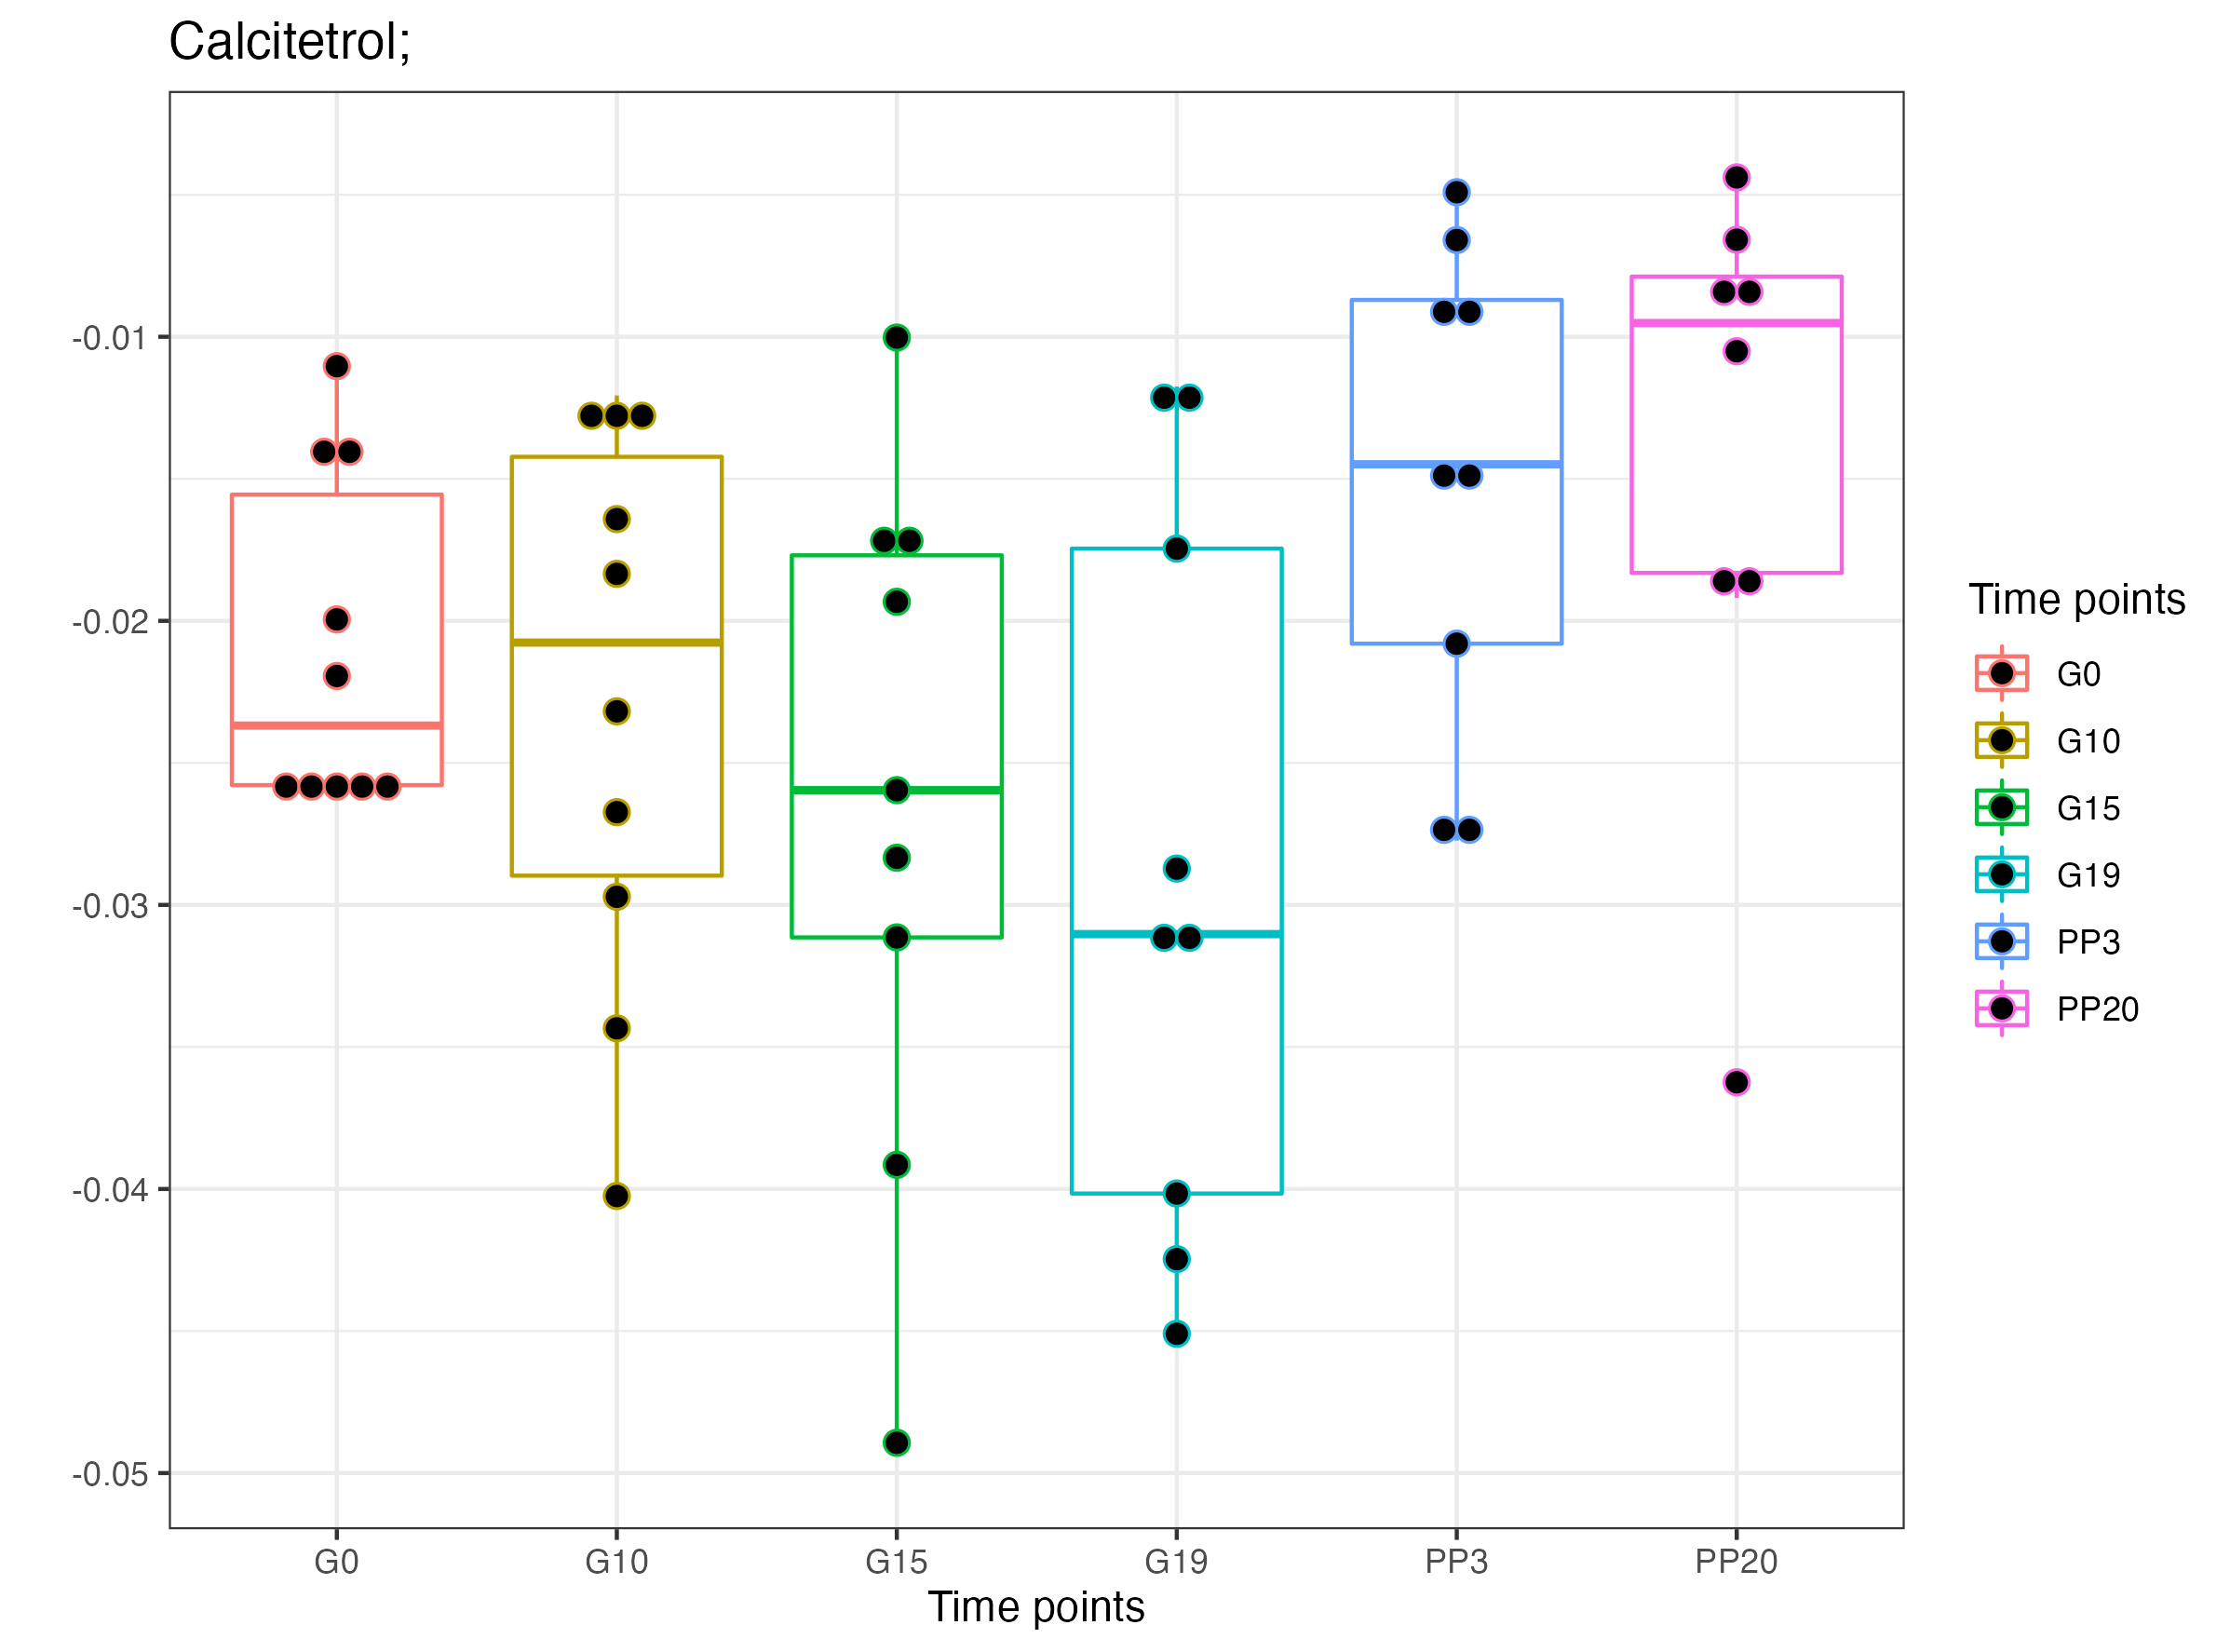 Calcitetrol;
-0.01
-0.02
-0.03
-0.04
-0.05
G0 G10 G15 G19 PP3 PP20
Time points
Time points
G0
G10
G15
G19
PP3
PP20